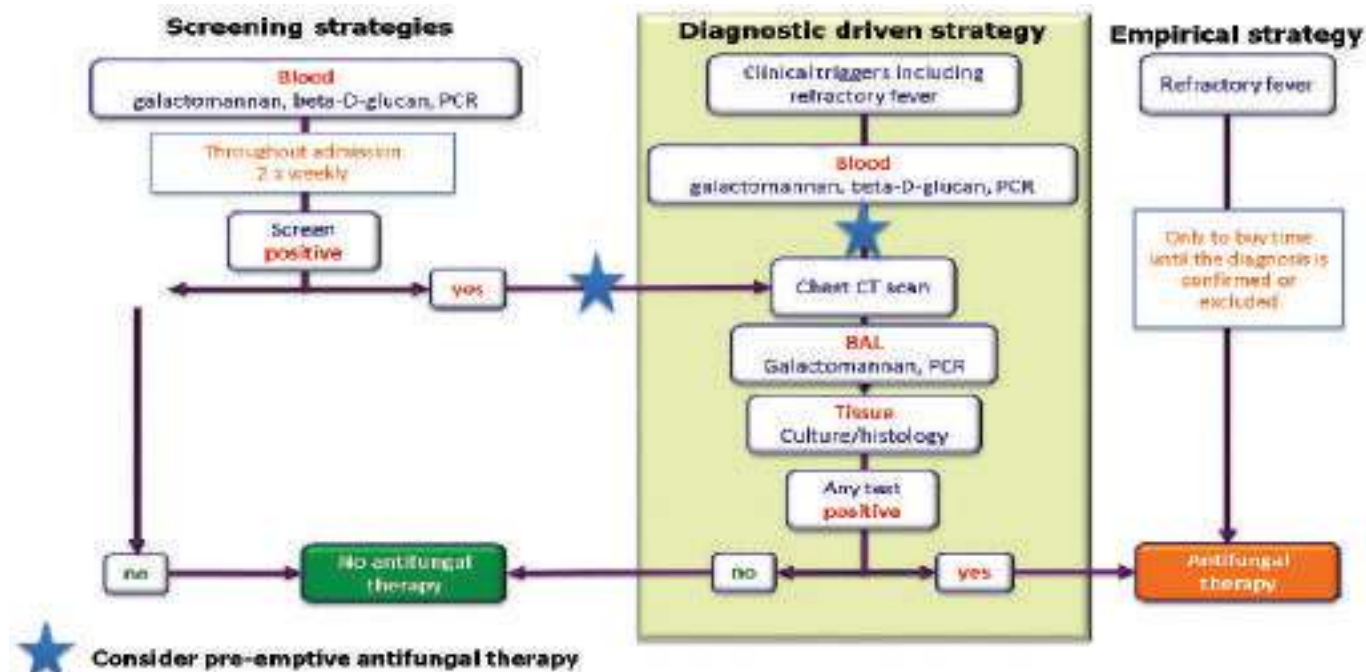 Screening strategies
Blood
galactomannan, beta-D-glucan, PCR
Throughout admission
2 x weekly
Screen
positive
yes
no
No antifungal
therapy
Diagnostic driven strategy
Clinical triggers including
refractory fever
Blood
galactomannan, beta-D-glucan, PCR
Chest CT scan
BAL
Galactomannan, PCR
Tissue
Culture/histology
Any test
positive
no
yes
Empirical strategy
Refractory fever
Only to buy time
until the diagnosis is
confirmed or
excluded
Antifungal
therapy
Consider pre-emptive antifungal therapy